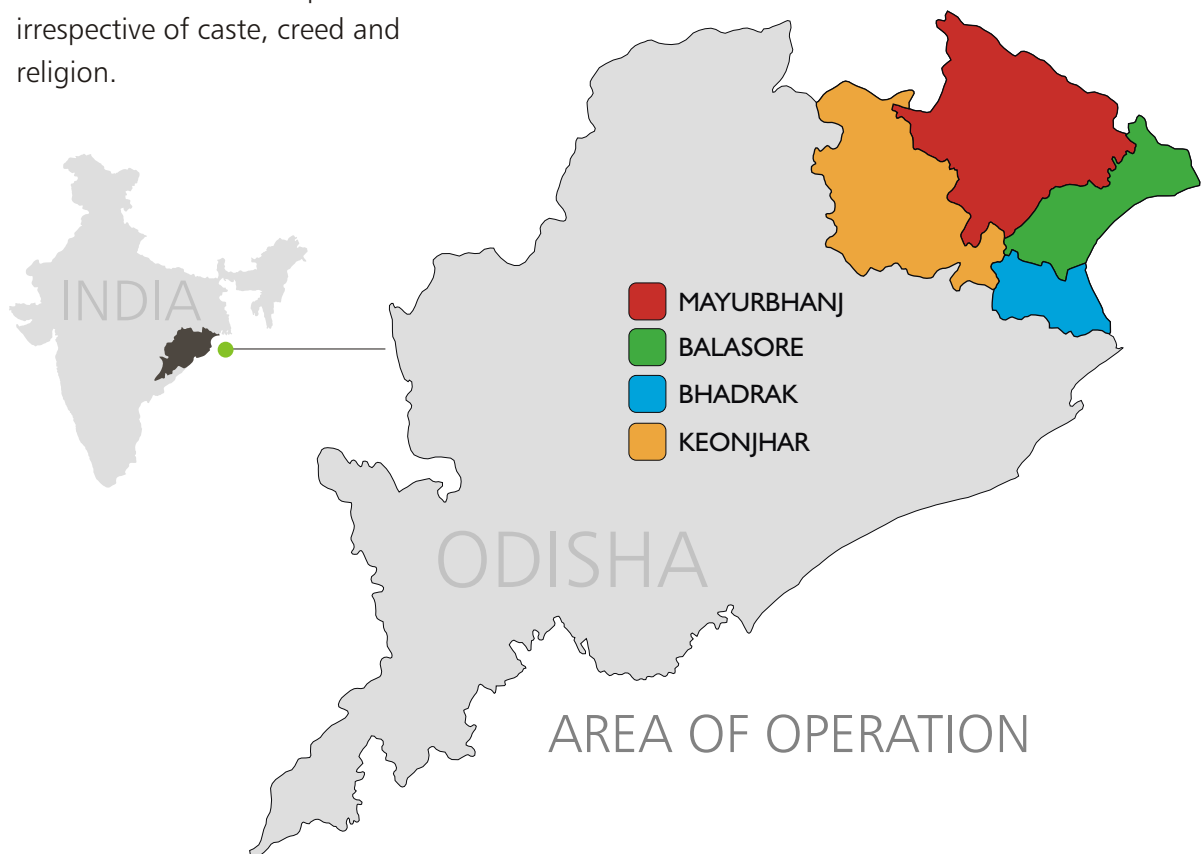 irrespective of caste, creed and
religion.
INDIA
MAYURBHANJ
BALASORE
BHADRAK
KEONJHAR
ODISHA
AREA OF OPERATION